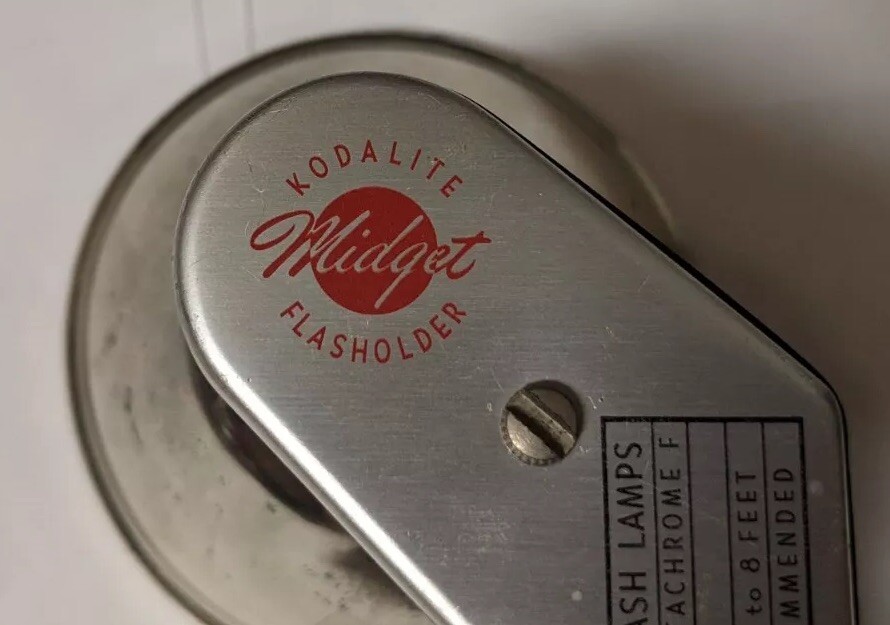 KODALITE
Midget
FLASHOLDER
ASH LAMPS
TACHROME F
to 8 FEET
MMENDED